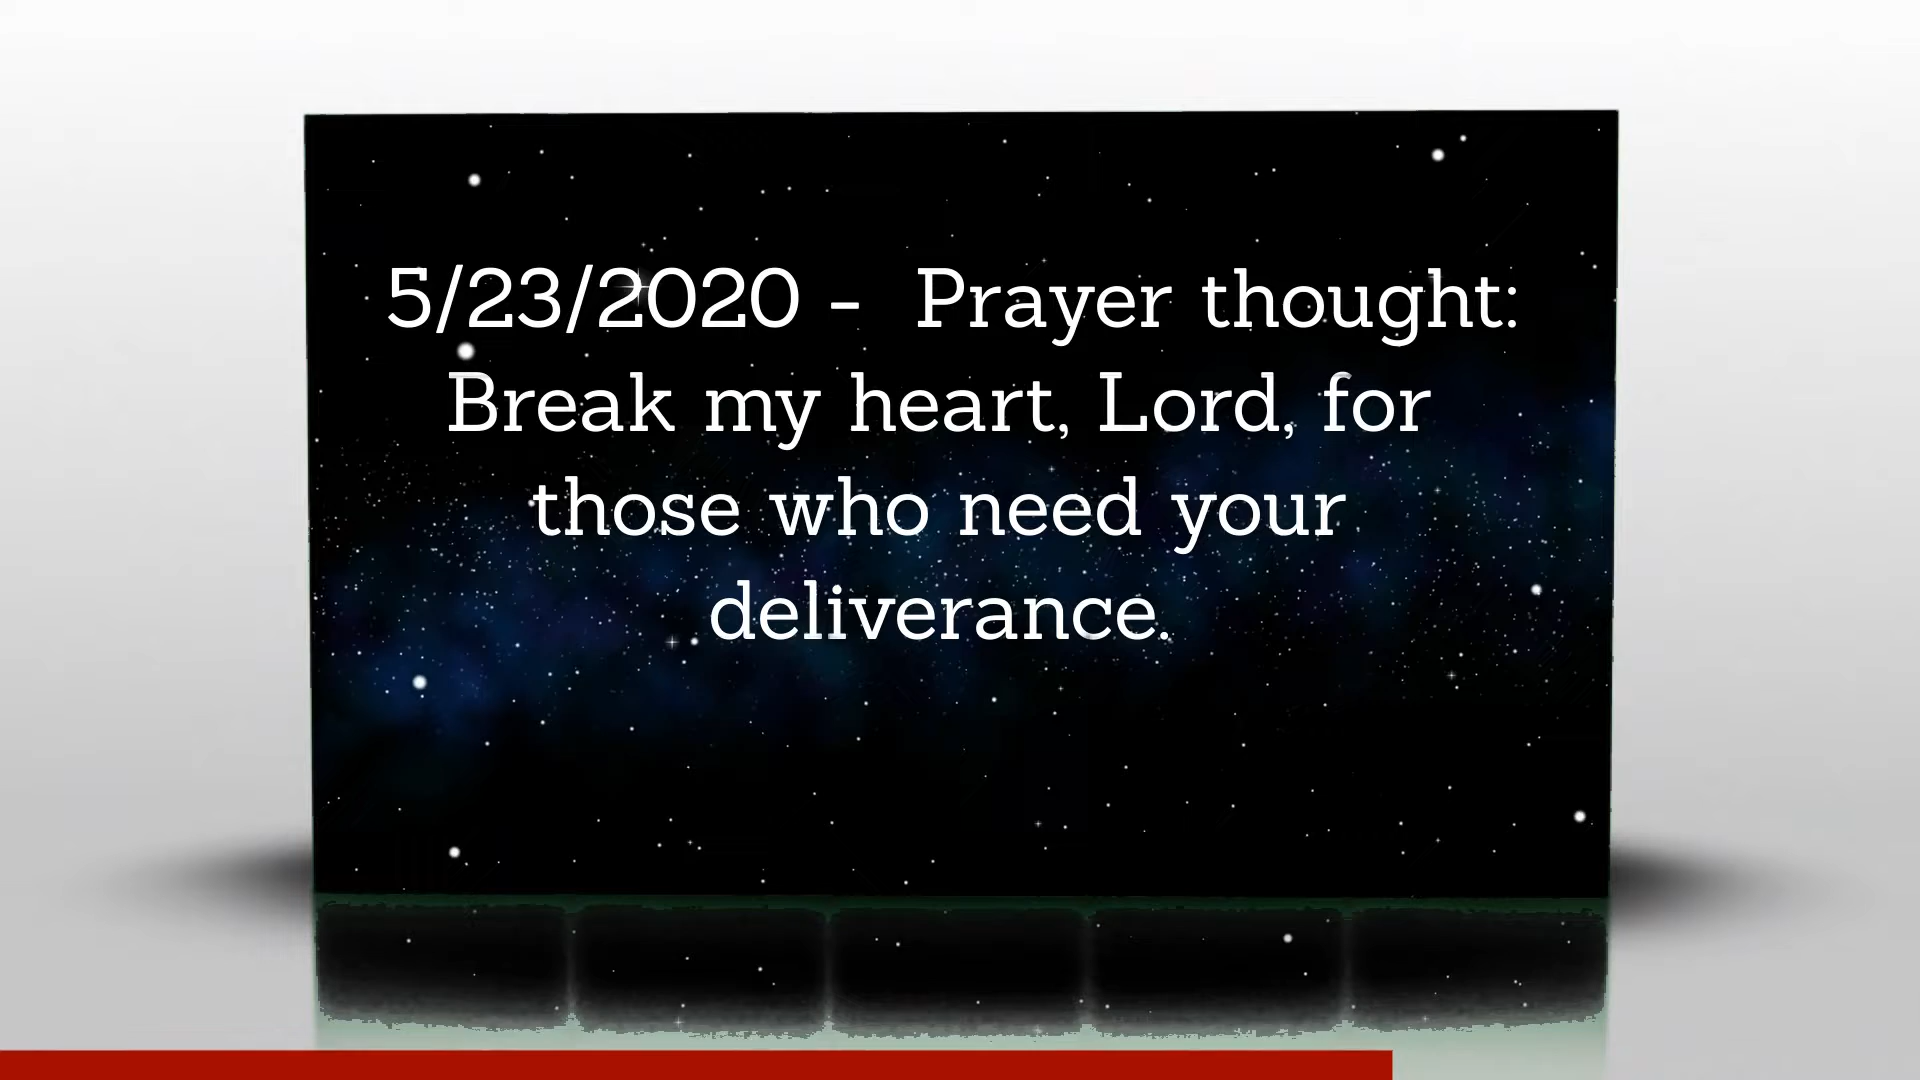 5/23/2020 -  Prayer thought:
Break my heart, Lord, for
those who need your
deliverance.